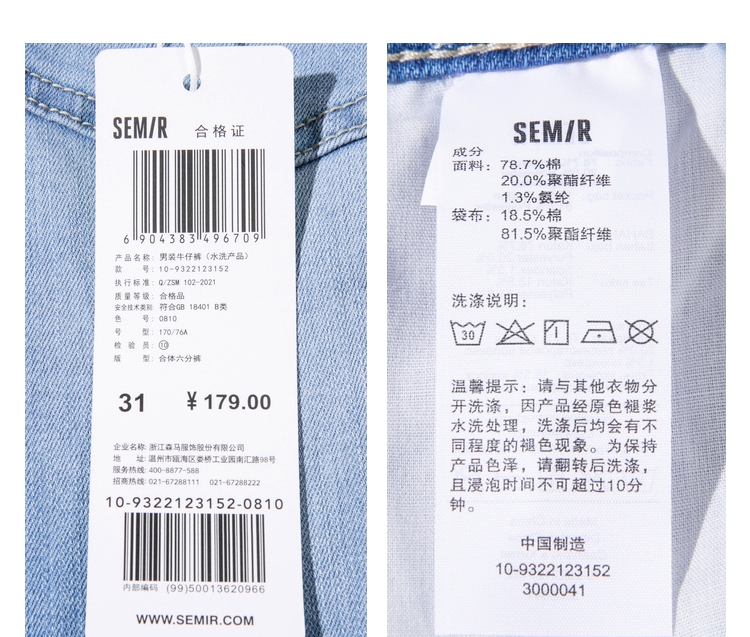 SEMIR 合格证
6 904383 496709
产品名称: 男装牛仔裤（水洗产品）
款 号: 10-9322123152
执行标准: Q/ZSM 102-2021
质量等级: 合格品
安全技术类别: 符合GB 18401 B类
色 号: 0810
号 型: 170/76A
检 验 员: ⑩
版 型: 合体六分裤
31 ¥179.00
企业名称: 浙江森马服饰股份有限公司
地 址: 温州市瓯海区娄桥工业园南汇路98号
服务热线: 400-8877-588
招商热线: 021-67288111 021-67288222
10-9322123152-0810
内部编码 (99)50013620966
WWW.SEMIR.COM
SEMIR
成分
面料: 78.7%棉
20.0%聚酯纤维
1.3%氨纶
袋布: 18.5%棉
81.5%聚酯纤维
洗涤说明:
30
温馨提示: 请与其他衣物分
开洗涤, 因产品经原色褪浆
水洗处理, 洗涤后均会有不
同程度的褪色现象。为保持
产品色泽, 请翻转后洗涤,
且浸泡时间不可超过10分
钟。
中国制造
10-9322123152
3000041